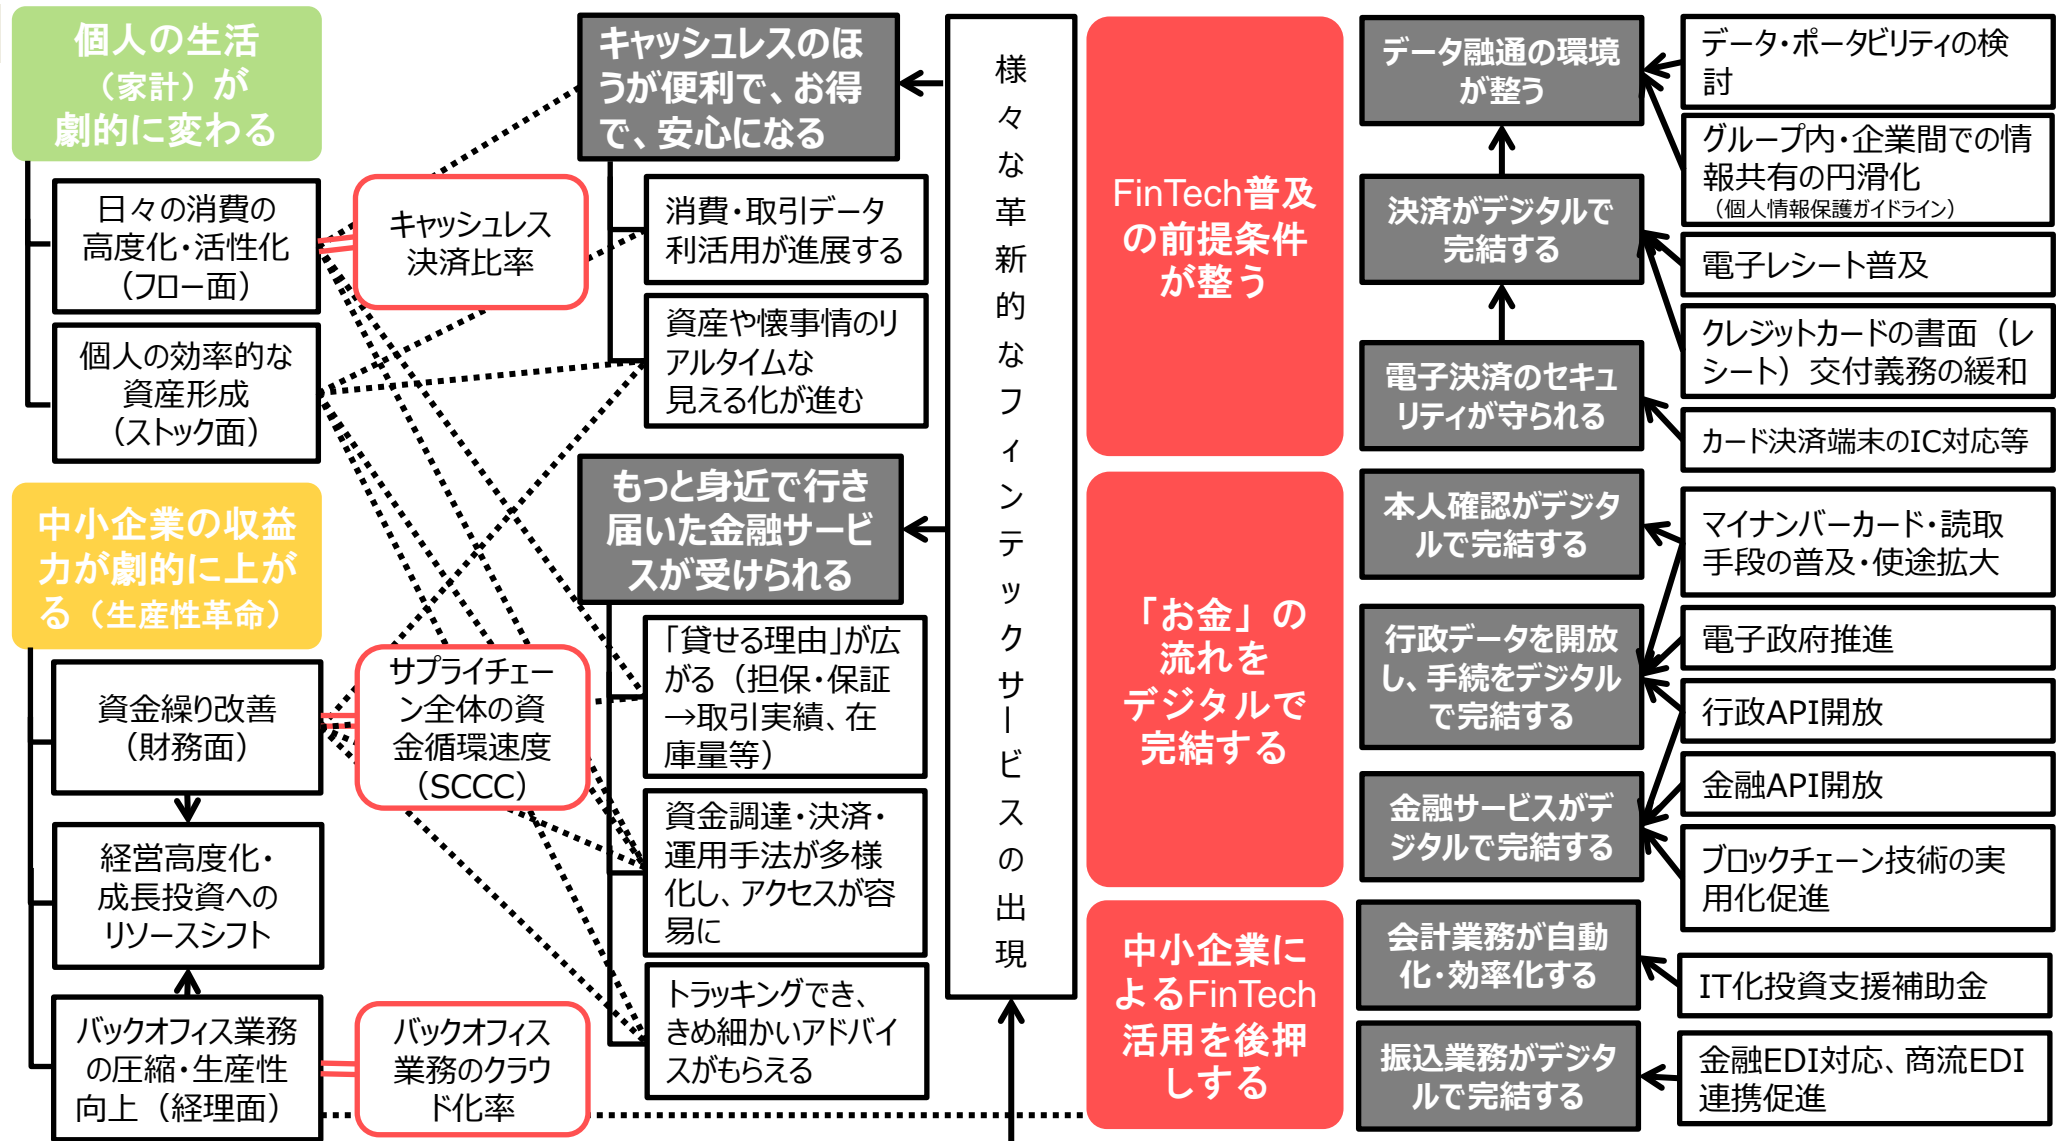 個人の生活
（家計）が
劇的に変わる
日々の消費の
高度化・活性化
（フロー面）
個人の効率的な
資産形成
（ストック面）
中小企業の収益
力が劇的に上が
る（生産性革命）
資金繰り改善
（財務面）
経営高度化・
成長投資への
リソースシフト
バックオフィス業務
の圧縮・生産性
向上（経理面）
キャッシュレス
決済比率
サプライチェー
ン全体の資
金循環速度
（SCCC）
バックオフィス
業務のクラウ
ド化率
キャッシュレスのほ
うが便利で、お得
で、安心になる
消費・取引データ
利活用が進展する
資産や懐事情のリ
アルタイムな
見える化が進む
もっと身近で行き
届いた金融サービ
スが受けられる
「貸せる理由」が広
がる（担保・保証
→取引実績、在
庫量等）
資金調達・決済・
運用手法が多様
化し、アクセスが容
易に
トラッキングでき、
きめ細かいアドバイ
スがもらえる
様々な革新的なフィンテックサービスの出現
FinTech普及
の前提条件
が整う
「お金」の
流れを
デジタルで
完結する
中小企業に
よるFinTech
活用を後押
しする
データ融通の環境
が整う
決済がデジタルで
完結する
電子決済のセキュ
リティが守られる
本人確認がデジタ
ルで完結する
行政データを開放
し、手続をデジタル
で完結する
金融サービスがデ
ジタルで完結する
会計業務が自動
化・効率化する
振込業務がデジタ
ルで完結する
データ・ポータビリティの検
討
グループ内・企業間での情
報共有の円滑化
（個人情報保護ガイドライン）
電子レシート普及
クレジットカードの書面（レ
シート）交付義務の緩和
カード決済端末のIC対応等
マイナンバーカード・読取
手段の普及・使途拡大
電子政府推進
行政API開放
金融API開放
ブロックチェーン技術の実
用化促進
IT化投資支援補助金
金融EDI対応、商流EDI
連携促進